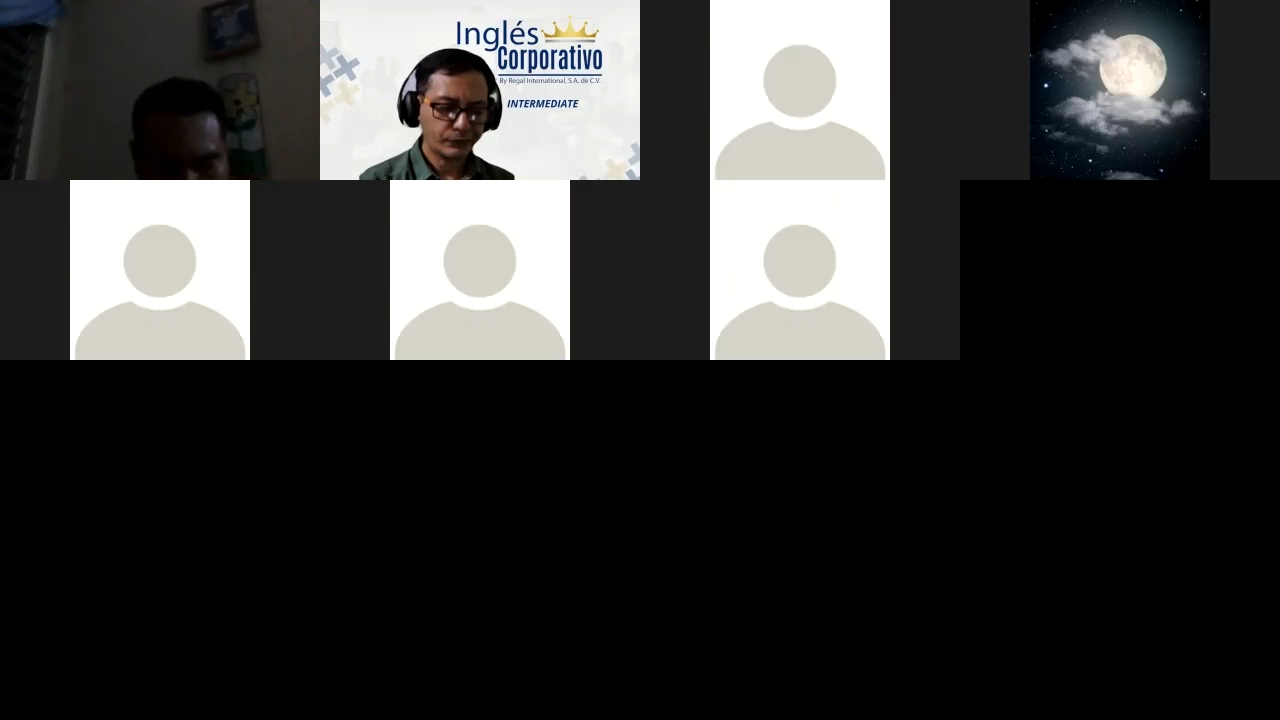 Inglés
Corporativo
By Regal International, S.A. de C.V.
INTERMEDIATE